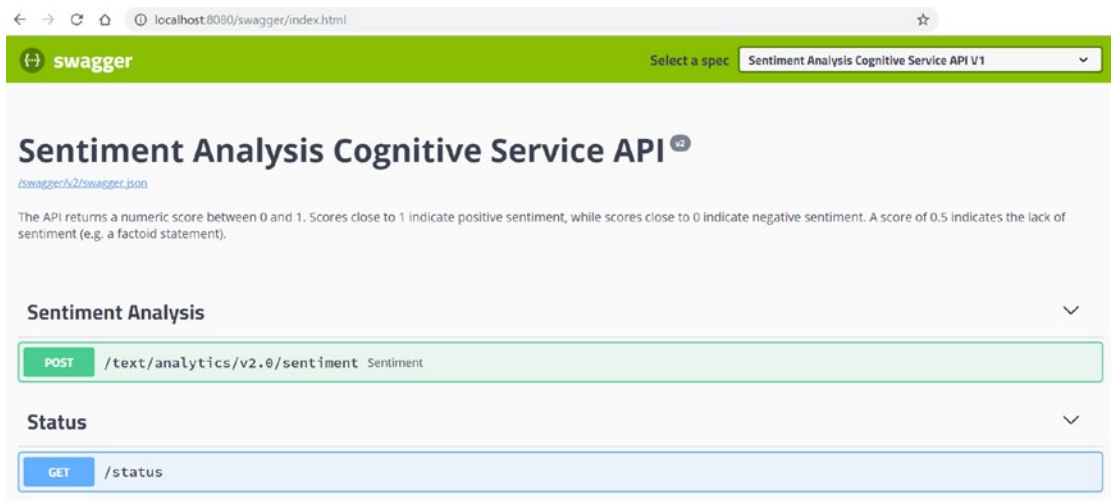 localhost:8080/swagger/index.html
{-} swagger
Select a spec
Sentiment Analysis Cognitive Service API V1
Sentiment Analysis Cognitive Service API v2
/swagger/v2/swagger.json
The API returns a numeric score between 0 and 1. Scores close to 1 indicate positive sentiment, while scores close to 0 indicate negative sentiment. A score of 0.5 indicates the lack of
sentiment (e.g. a factoid statement).
Sentiment Analysis
POST /text/analytics/v2.0/sentiment Sentiment
Status
GET /status